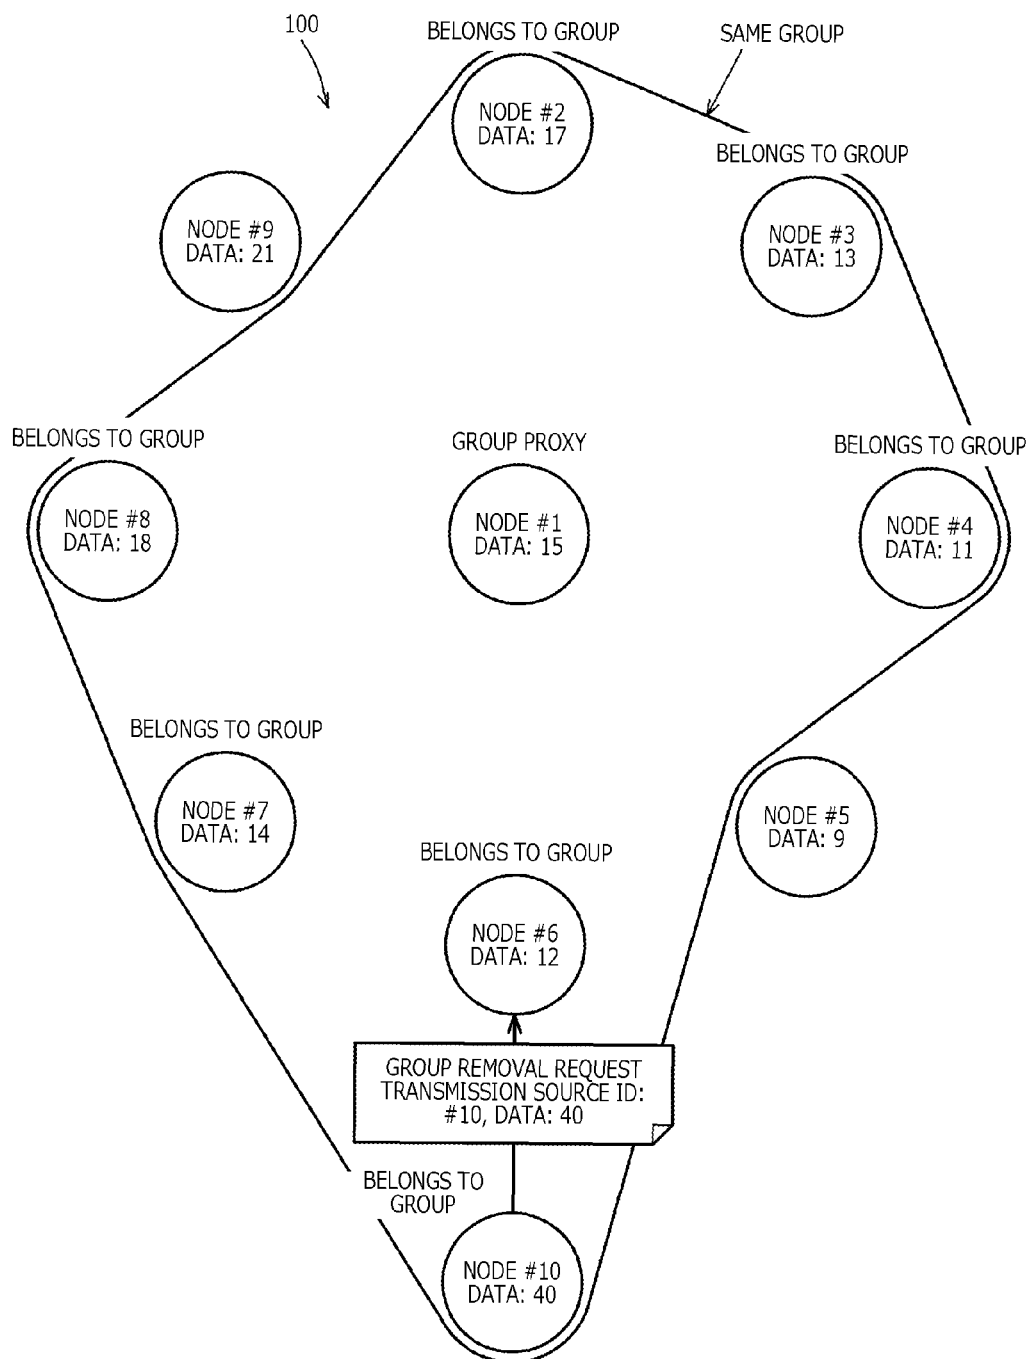 100
BELONGS TO GROUP
SAME GROUP
NODE #2
DATA: 17
BELONGS TO GROUP
NODE #9
DATA: 21
NODE #3
DATA: 13
BELONGS TO GROUP
GROUP PROXY
BELONGS TO GROUP
NODE #8
DATA: 18
NODE #1
DATA: 15
NODE #4
DATA: 11
BELONGS TO GROUP
NODE #7
DATA: 14
NODE #5
DATA: 9
BELONGS TO GROUP
NODE #6
DATA: 12
GROUP REMOVAL REQUEST
TRANSMISSION SOURCE ID:
#10, DATA: 40
BELONGS TO
GROUP
NODE #10
DATA: 40